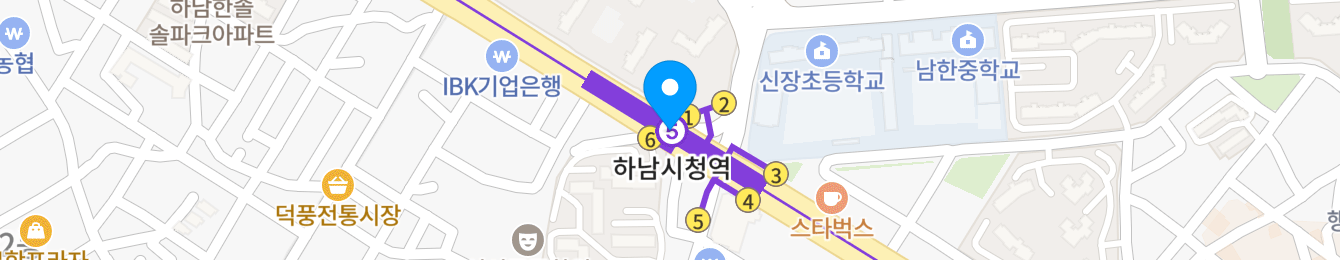 하남한솔
솔파크아파트
농협
IBK기업은행
신장초등학교
남한중학교
1
2
5
6
하남시청역
3
4
5
덕풍전통시장
스타벅스